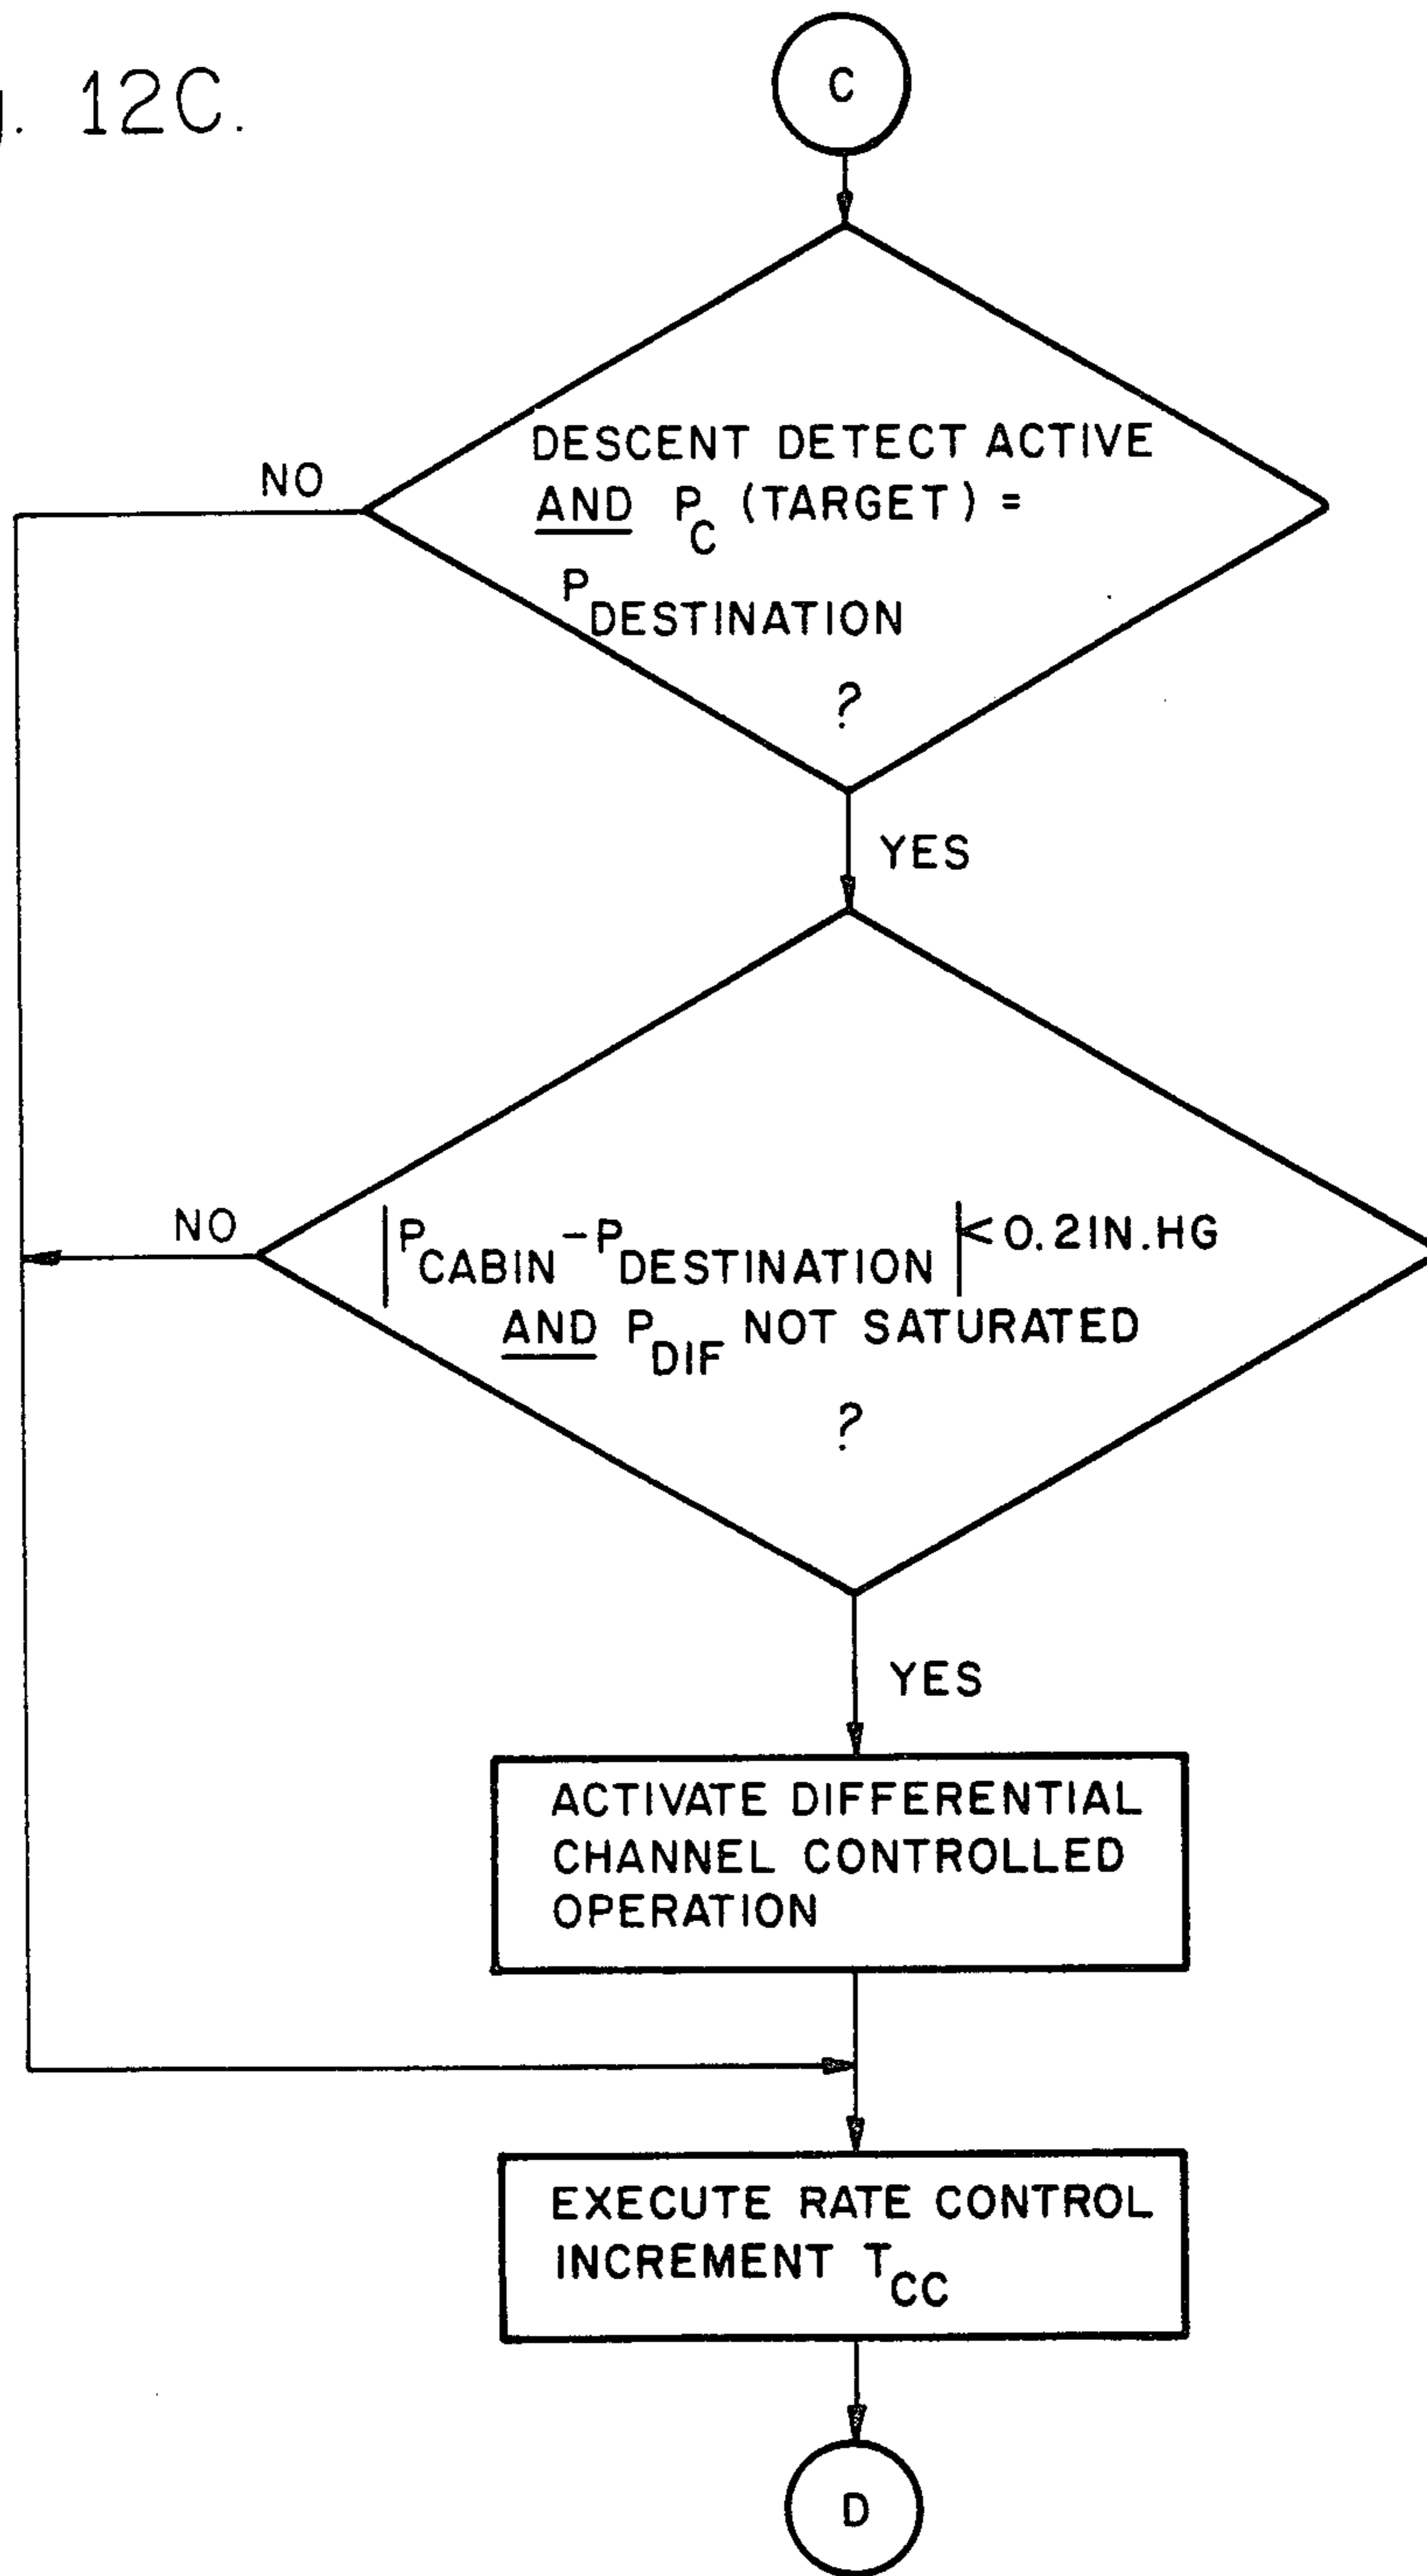 . 12C.
C
DESCENT DETECT ACTIVE
NO
AND P_C (TARGET) =
P_DESTINATION
?
YES
NO
|P_CABIN - P_DESTINATION| < 0.2 IN. HG
AND P_DIF NOT SATURATED
?
YES
ACTIVATE DIFFERENTIAL
CHANNEL CONTROLLED
OPERATION
EXECUTE RATE CONTROL
INCREMENT T_CC
D